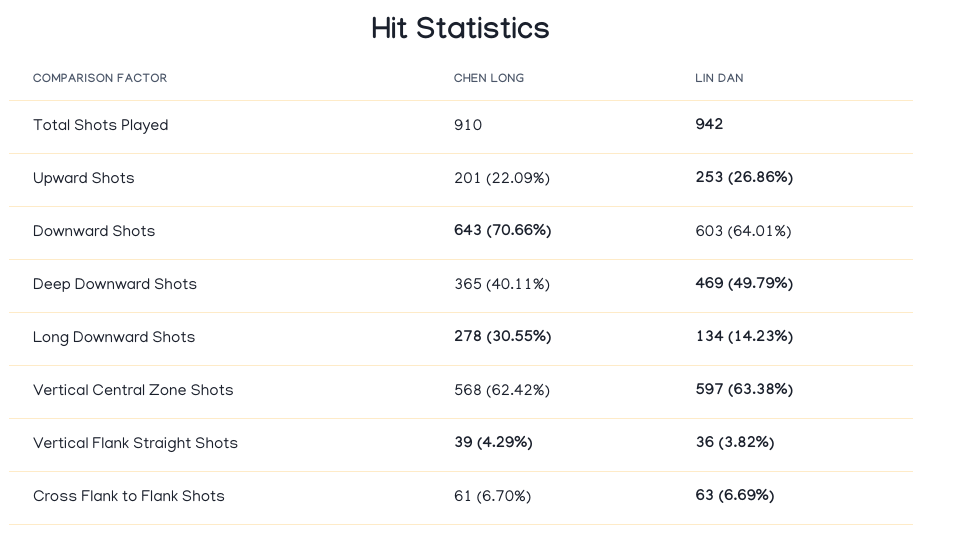 Hit Statistics
COMPARISON FACTOR CHEN LONG LIN DAN
Total Shots Played 910 942
Upward Shots 201 (22.09%) 253 (26.86%)
Downward Shots 643 (70.66%) 603 (64.01%)
Deep Downward Shots 365 (40.11%) 469 (49.79%)
Long Downward Shots 278 (30.55%) 134 (14.23%)
Vertical Central Zone Shots 568 (62.42%) 597 (63.38%)
Vertical Flank Straight Shots 39 (4.29%) 36 (3.82%)
Cross Flank to Flank Shots 61 (6.70%) 63 (6.69%)